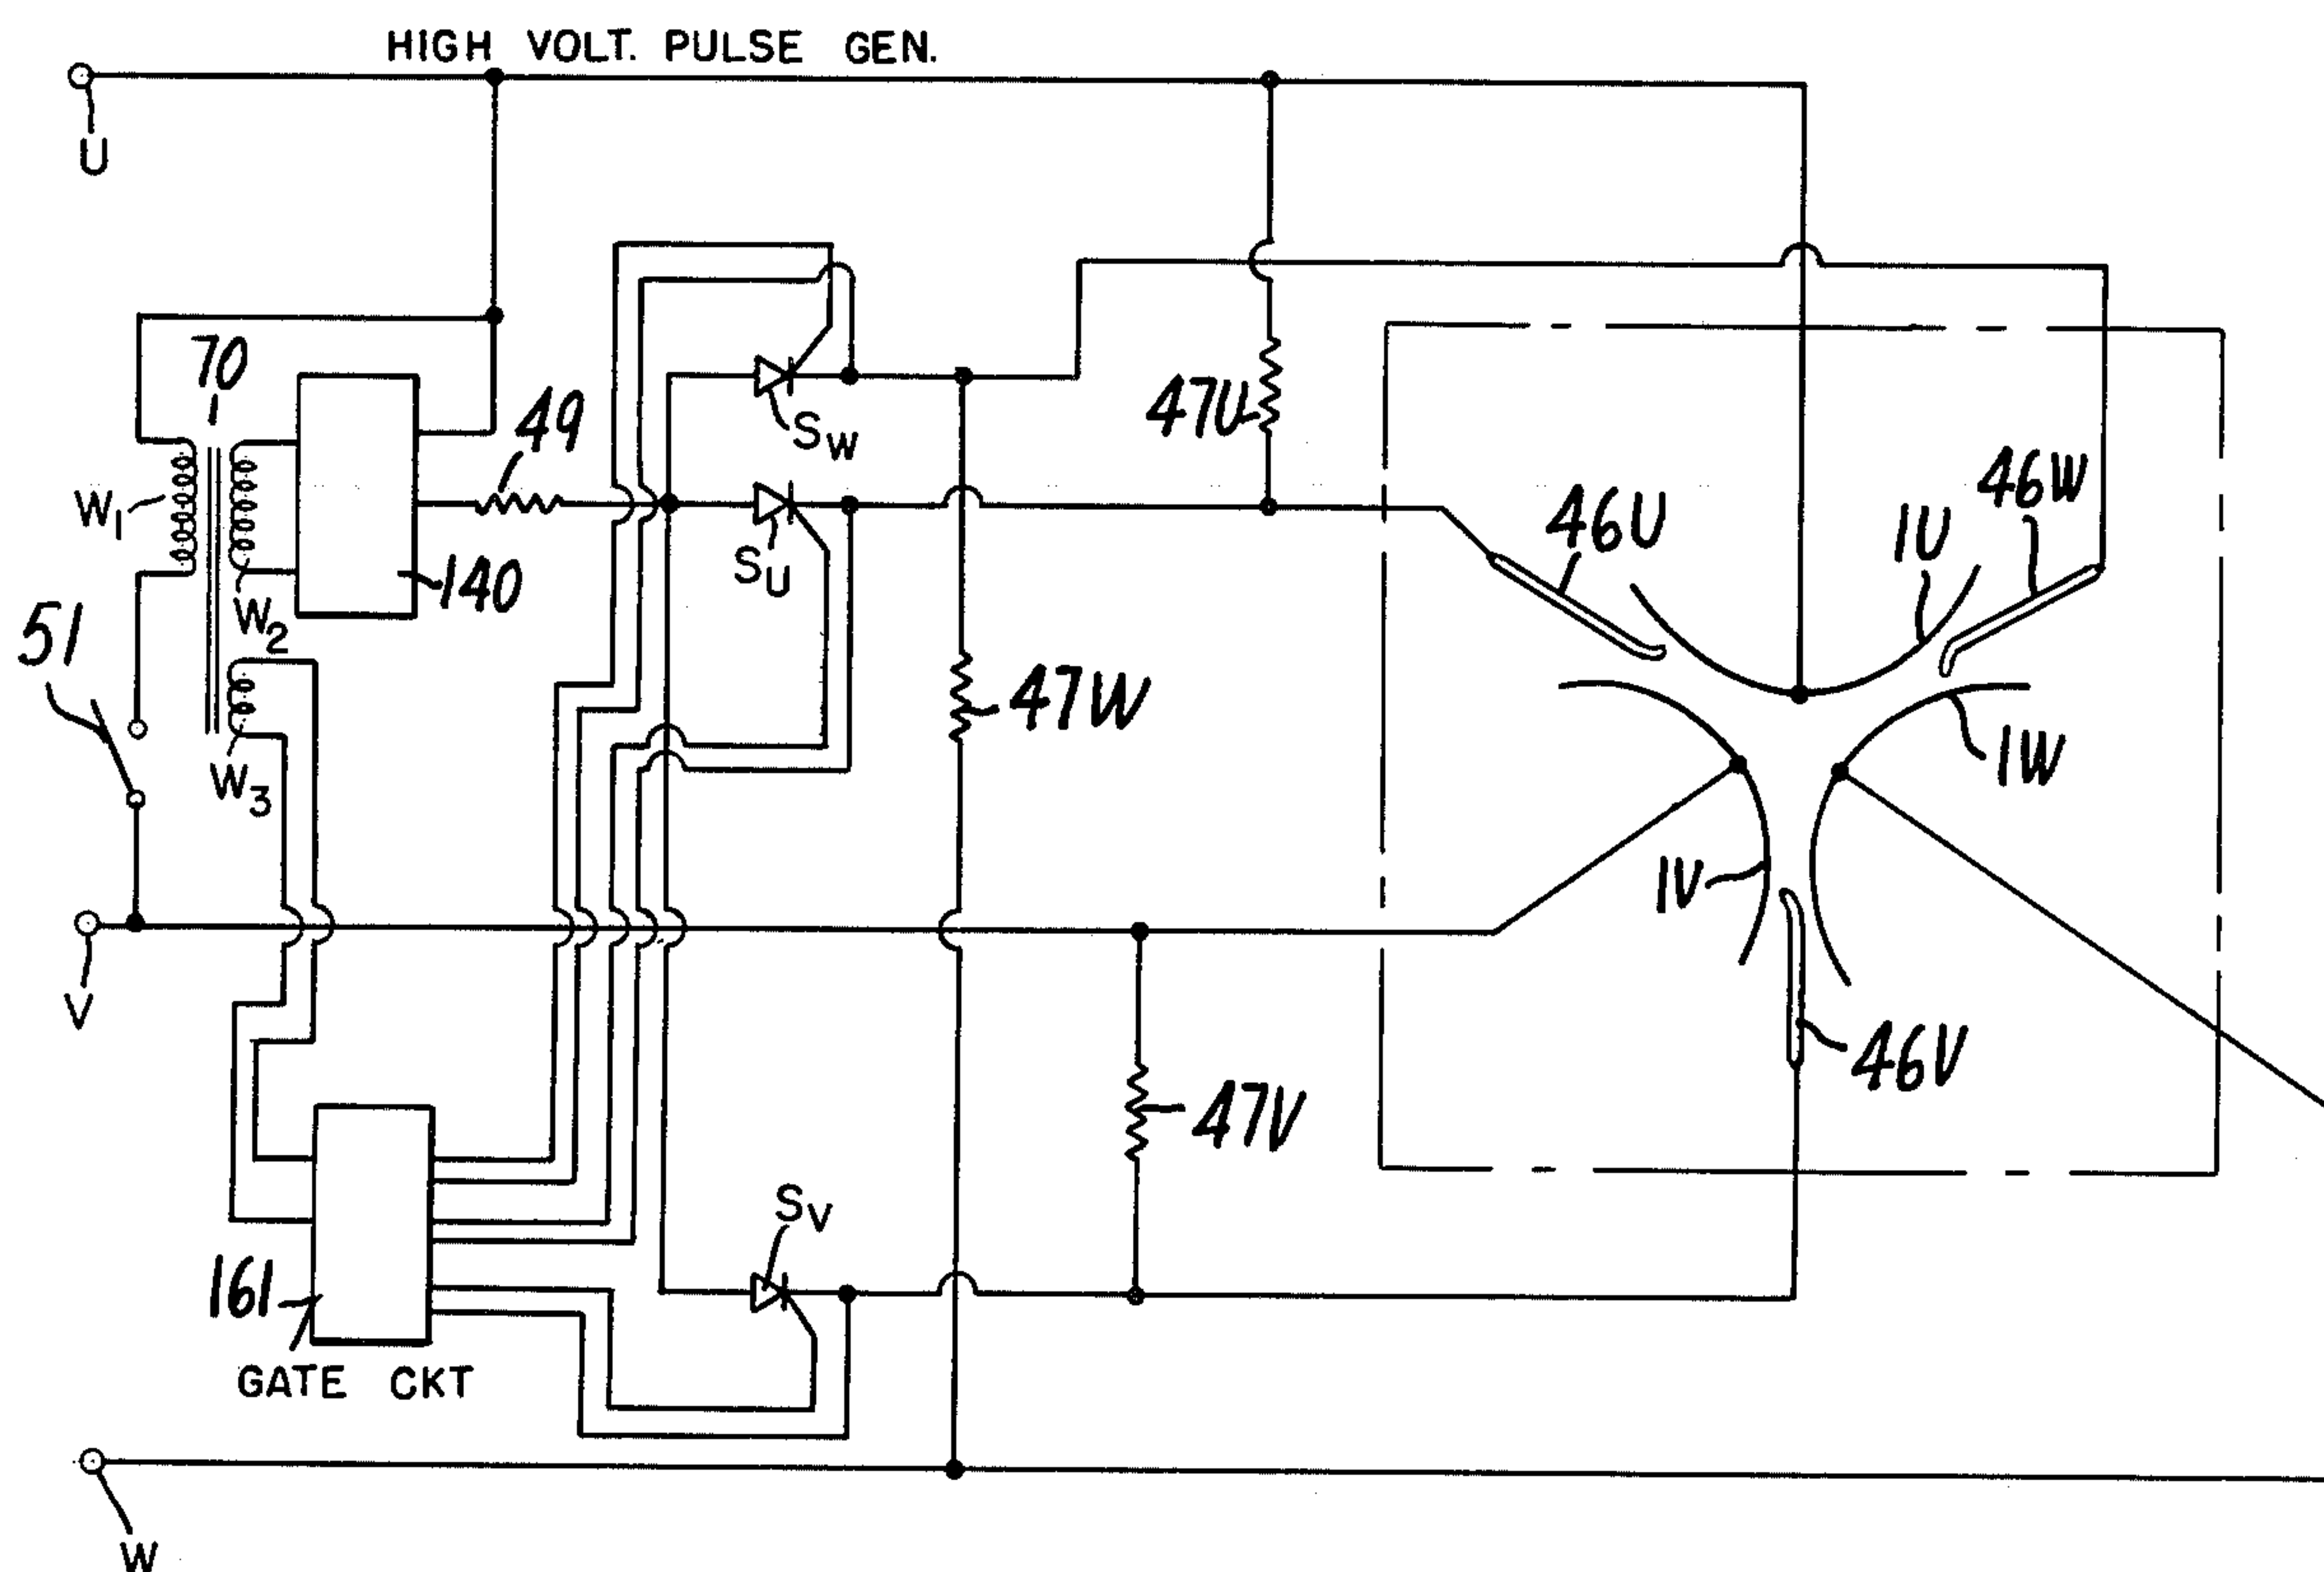 HIGH VOLT. PULSE GEN.
U
70
49
47U
46U
46W
1U
W1
SW
SU
140
W2
51
47W
1W
W3
1V
V
46V
47V
SV
161
GATE CKT
W